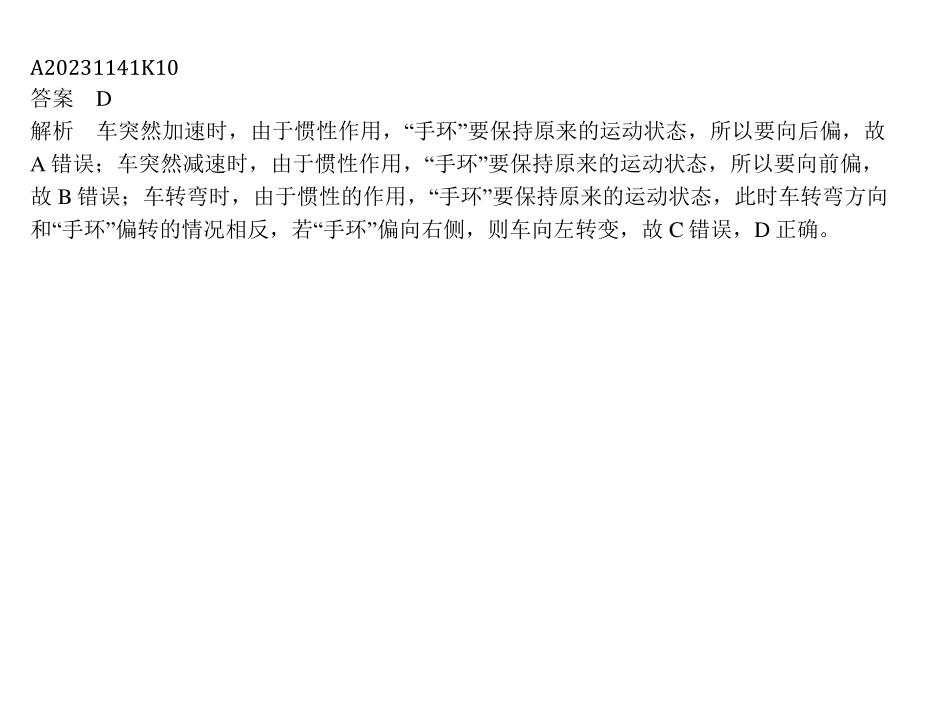 A20231141K10
答案 D
解析 车突然加速时，由于惯性作用，“手环”要保持原来的运动状态，所以要向后偏，故
A 错误；车突然减速时，由于惯性作用，“手环”要保持原来的运动状态，所以要向前偏，
故 B 错误；车转弯时，由于惯性的作用，“手环”要保持原来的运动状态，此时车转弯方向
和“手环”偏转的情况相反，若“手环”偏向右侧，则车向左转变，故 C 错误，D 正确。